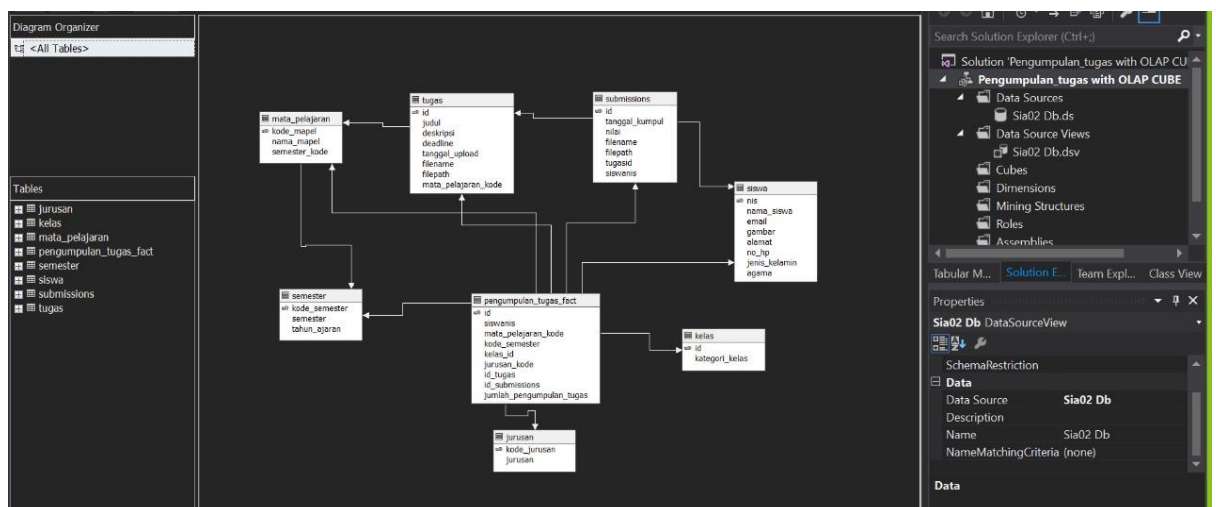 Diagram Organizer
<All Tables>
Tables
jurusan
kelas
mata_pelajaran
pengumpulan_tugas_fact
semester
siswa
submissions
tugas
mata_pelajaran
kode_mapel
nama_mapel
semester_kode
tugas
id
judul
deskripsi
deadline
tanggal_upload
filename
filepath
mata_pelajaran_kode
submissions
id
tanggal_kumpul
nilai
filename
filepath
tugasid
siswanis
siswa
nis
nama_siswa
email
gambar
alamat
no_hp
jenis_kelamin
agama
semester
kode_semester
semester
tahun_ajaran
pengumpulan_tugas_fact
id
siswanis
mata_pelajaran_kode
kode_semester
kelas_id
jurusan_kode
id_tugas
id_submissions
jumlah_pengumpulan_tugas
kelas
id
kategori_kelas
jurusan
kode_jurusan
jurusan
Search Solution Explorer (Ctrl+;)
Solution 'Pengumpulan_tugas with OLAP CU
Pengumpulan_tugas with OLAP CUBE
Data Sources
Sia02 Db.ds
Data Source Views
Sia02 Db.dsv
Cubes
Dimensions
Mining Structures
Roles
Assemblies
Tabular M... Solution E... Team Expl... Class View
Properties
Sia02 Db DataSourceView
SchemaRestriction
Data
Data Source Sia02 Db
Description
Name Sia02 Db
NameMatchingCriteria (none)
Data